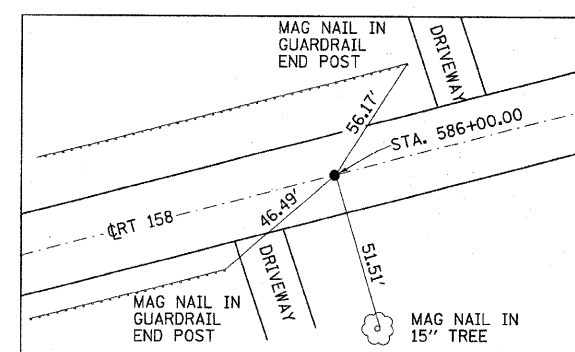 MAG NAIL IN
GUARDRAIL
END POST
DRIVEWAY
56.17'
STA. 586+00.00
℄RT 158
46.49'
51.51'
DRIVEWAY
MAG NAIL IN
GUARDRAIL
END POST
MAG NAIL IN
15" TREE